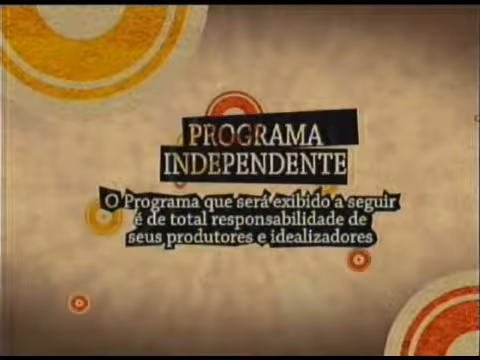 PROGRAMA
INDEPENDENTE
O Programa que será exibido a seguir
é de total responsabilidade de
seus produtores e idealizadores